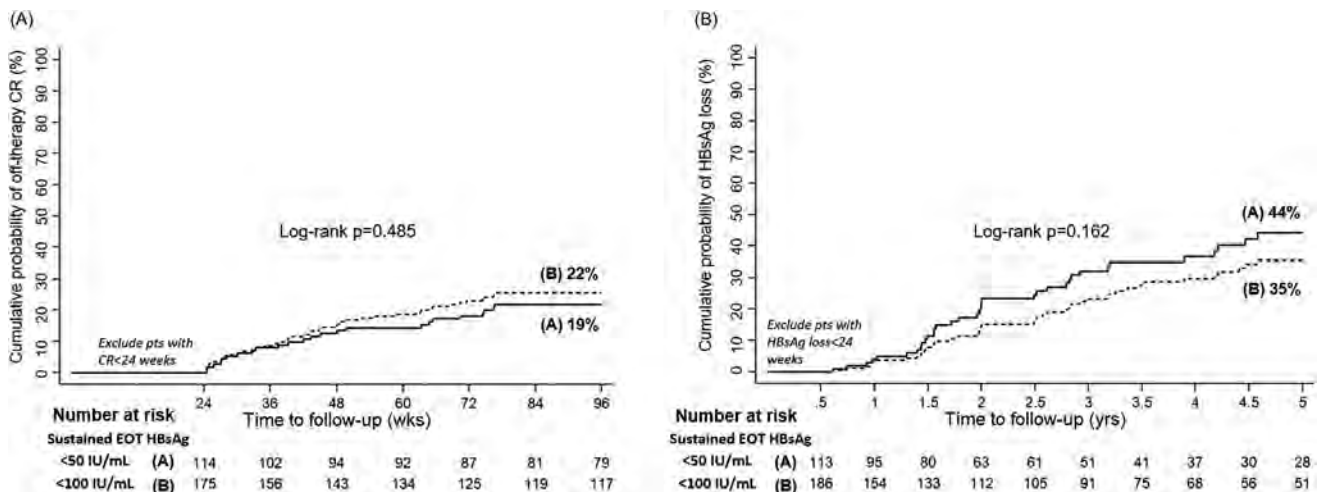 (A)
Cumulative probability of off-therapy CR (%)
100
90
80
70
60
50
40
30
20
10
0
Log-rank p=0.485
(B) 22%
(A) 19%
Exclude pts with
CR<24 weeks
24 36 48 60 72 84 96
Number at risk Time to follow-up (wks)
Sustained EOT HBsAg
<50 IU/mL (A) 114 102 94 92 87 81 79
<100 IU/mL (B) 175 156 143 134 125 119 117
(B)
Cumulative probability of HBsAg loss (%)
100
90
80
70
60
50
40
30
20
10
0
Log-rank p=0.162
(A) 44%
(B) 35%
Exclude pts with
HBsAg loss<24
weeks
.5 1 1.5 2 2.5 3 3.5 4 4.5 5
Number at risk Time to follow-up (yrs)
Sustained EOT HBsAg
<50 IU/mL (A) 113 95 80 63 61 51 41 37 30 28
<100 IU/mL (B) 186 154 133 112 105 91 75 68 56 51